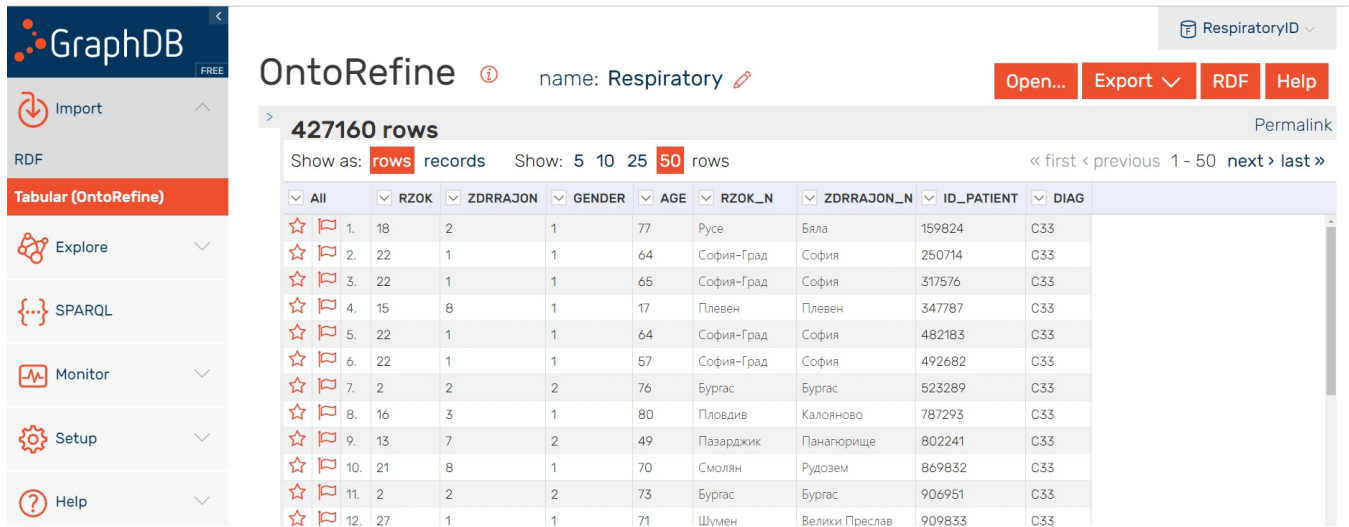 GraphDB
FREE
Import
RDF
Tabular (OntoRefine)
Explore
SPARQL
Monitor
Setup
Help
RespiratoryID
OntoRefine name: Respiratory
Open... Export RDF Help
427160 rows Permalink
Show as: rows records Show: 5 10 25 50 rows « first ‹ previous 1 - 50 next › last »
All RZOK ZDRRAJON GENDER AGE RZOK_N ZDRRAJON_N ID_PATIENT DIAG
1. 18 2 1 77 Русе Бяла 159824 C33
2. 22 1 1 64 София-Град София 250714 C33
3. 22 1 1 65 София-Град София 317576 C33
4. 15 8 1 17 Плевен Плевен 347787 C33
5. 22 1 1 64 София-Град София 482183 C33
6. 22 1 1 57 София-Град София 492682 C33
7. 2 2 2 76 Бургас Бургас 523289 C33
8. 16 3 1 80 Пловдив Калояново 787293 C33
9. 13 7 2 49 Пазарджик Панагюрище 802241 C33
10. 21 8 1 70 Смолян Рудозем 869832 C33
11. 2 2 2 73 Бургас Бургас 906951 C33
12. 27 1 1 71 Шумен Велики Преслав 909833 C33